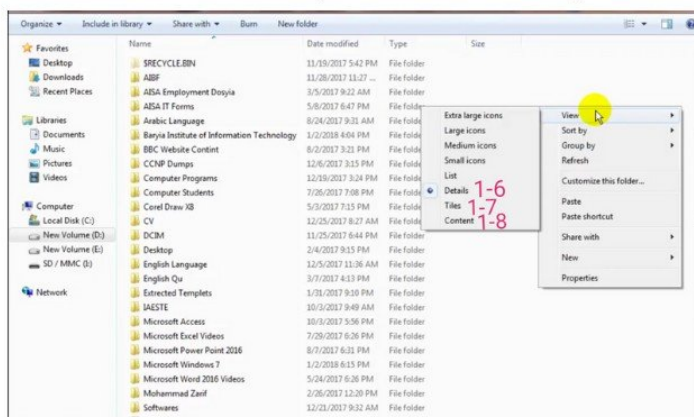 Organize Include in library Share with Burn New folder
Name Date modified Type Size
Favorites
Desktop
Downloads
Recent Places
Libraries
Documents
Music
Pictures
Videos
Computer
Local Disk (C:)
New Volume (D:)
New Volume (E:)
SD / MMC (I:)
Network
$RECYCLE.BIN 11/19/2017 5:42 PM File folder
AIBF 11/28/2017 11:27 ... File folder
AISA Employment Dosyia 3/5/2017 9:22 AM File folder
AISA IT Forms 5/8/2017 6:47 PM File folder
Arabic Language 8/24/2017 9:31 AM File folder
Baryia Institute of Information Technology 1/2/2018 4:04 PM File folder
BBC Website Contint 8/2/2017 3:21 PM File folder
CCNP Dumps 12/6/2017 3:15 PM File folder
Computer Programs 12/19/2017 3:24 PM File folder
Computer Students 7/26/2017 7:08 PM File folder
Corel Draw X8 5/3/2017 7:15 PM File folder
CV 12/25/2017 8:27 AM File folder
DCIM 11/25/2017 6:44 PM File folder
Desktop 2/4/2017 9:15 PM File folder
English Language 12/5/2017 11:36 AM File folder
English Qu 3/7/2017 4:13 PM File folder
Extrected Templets 1/31/2017 9:10 PM File folder
IAESTE 10/3/2017 9:49 AM File folder
Microsoft Access 10/3/2017 5:56 PM File folder
Microsoft Excel Videos 7/29/2017 6:26 PM File folder
Microsoft Power Point 2016 8/7/2017 6:31 PM File folder
Microsoft Windows 7 1/2/2018 6:15 PM File folder
Microsoft Word 2016 Videos 5/24/2017 6:26 PM File folder
Mohammad Zarif 2/26/2017 12:20 PM File folder
Softwares 12/21/2017 9:32 AM File folder
Extra large icons
Large icons
Medium icons
Small icons
List
Details 1-6
Tiles 1-7
Content 1-8
View
Sort by
Group by
Refresh
Customize this folder...
Paste
Paste shortcut
Share with
New
Properties